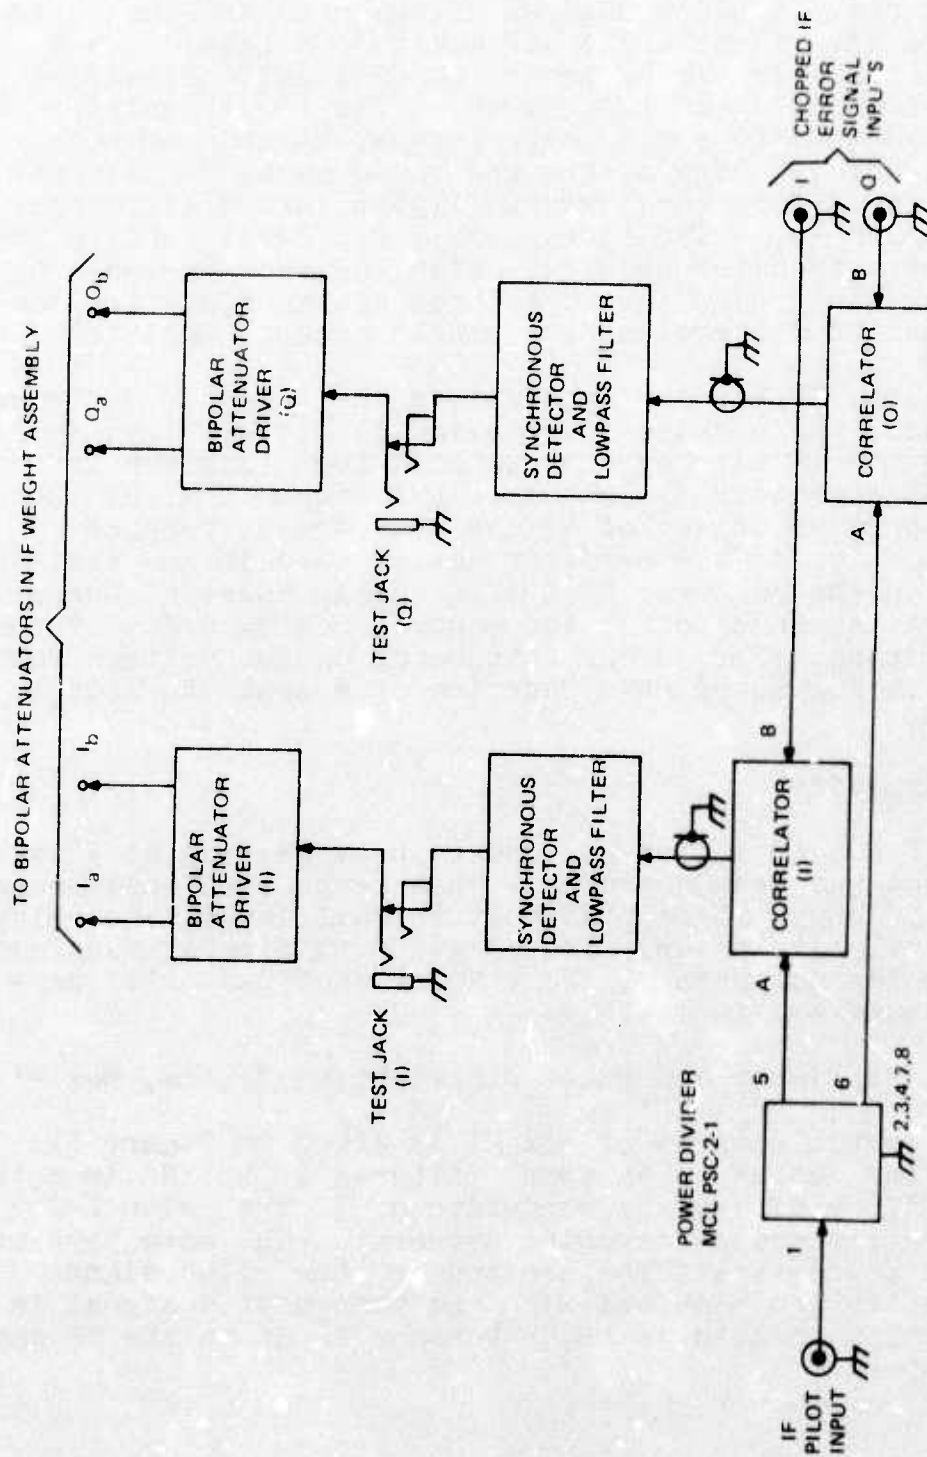 TO BIPOLAR ATTENUATORS IN IF WEIGHT ASSEMBLY
Ia
Ib
Qa
Ob
BIPOLAR
ATTENUATOR
DRIVER
(I)
BIPOLAR
ATTENUATOR
DRIVER
(Q)
TEST JACK
(I)
TEST JACK
(Q)
SYNCHRONOUS
DETECTOR
AND
LOWPASS FILTER
SYNCHRONOUS
DETECTOR
AND
LOWPASS FILTER
POWER DIVIDER
MCL PSC-2-1
1
5
6
2,3,4,7,8
A
CORRELATOR
(I)
B
A
CORRELATOR
(O)
B
I
Q
CHOPPED IF
ERROR
SIGNAL
INPUTS
IF
PILOT
INPUT